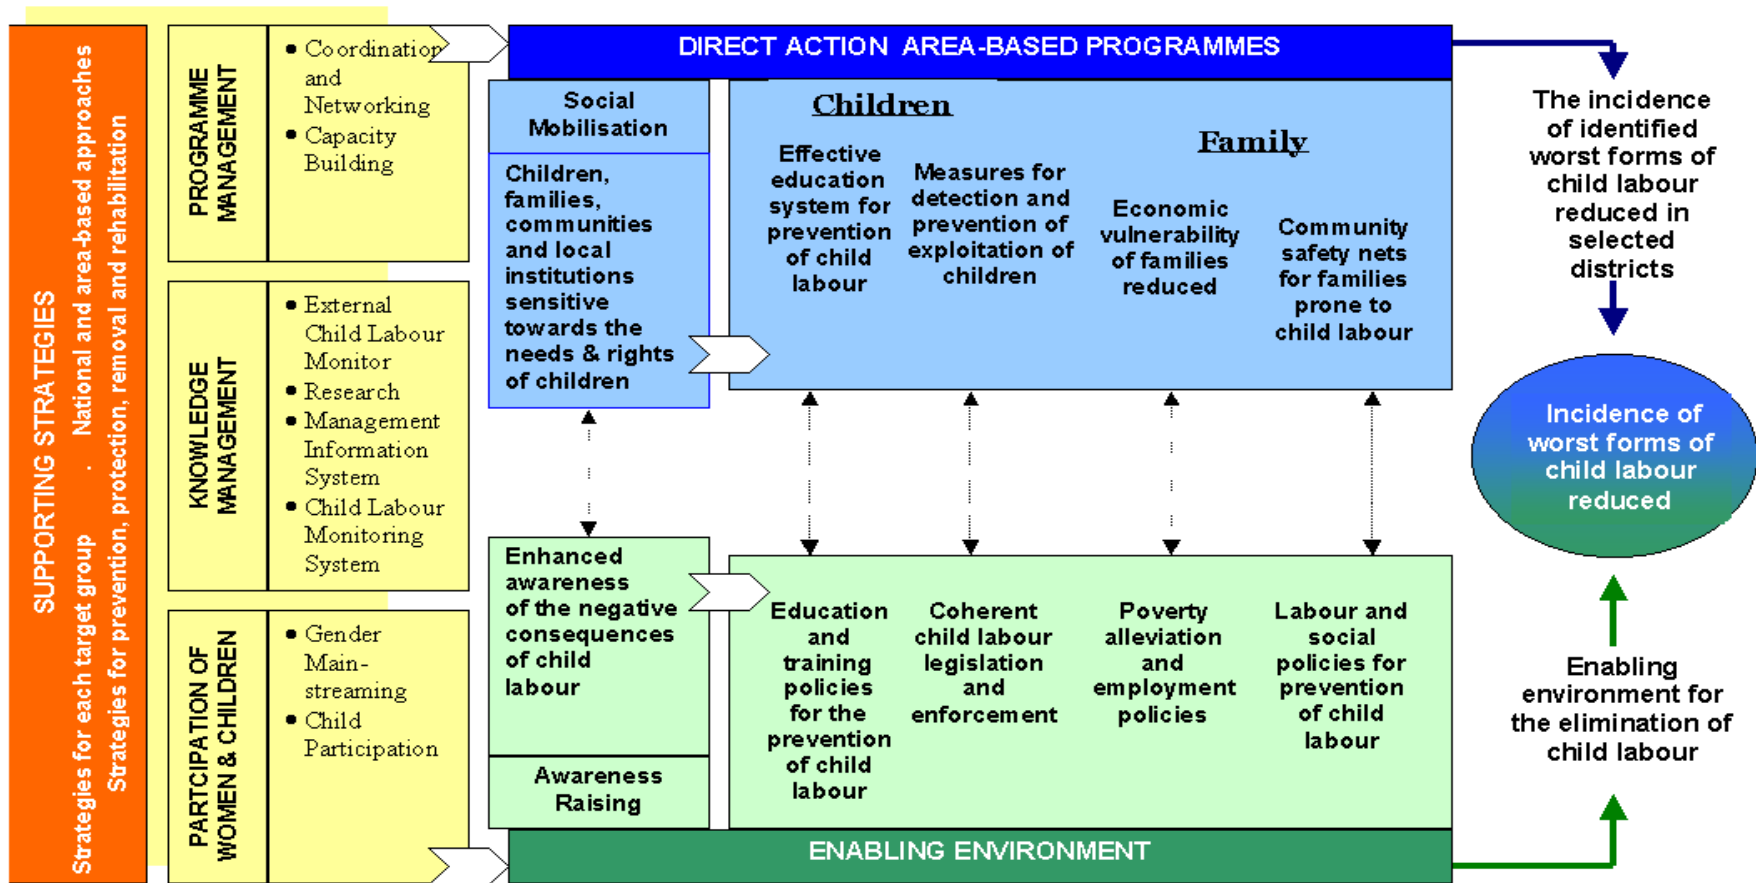 SUPPORTING STRATEGIES
Strategies for each target group . National and area-based approaches
Strategies for prevention, protection, removal and rehabilitation
PROGRAMME
MANAGEMENT
• Coordination
and
Networking
• Capacity
Building
KNOWLEDGE
MANAGEMENT
• External
Child Labour
Monitor
• Research
• Management
Information
System
• Child Labour
Monitoring
System
PARTCIPATION OF
WOMEN & CHILDREN
• Gender
Main-
streaming
• Child
Participation
DIRECT ACTION AREA-BASED PROGRAMMES
Social
Mobilisation
Children,
families,
communities
and local
institutions
sensitive
towards the
needs & rights
of children
Children
Effective
education
system for
prevention
of child
labour
Measures for
detection and
prevention of
exploitation of
children
Family
Economic
vulnerability
of families
reduced
Community
safety nets
for families
prone to
child labour
Enhanced
awareness
of the negative
consequences
of child
labour
Awareness
Raising
Education
and
training
policies
for the
prevention
of child
labour
Coherent
child labour
legislation
and
enforcement
Poverty
alleviation
and
employment
policies
Labour and
social
policies for
prevention
of child
labour
ENABLING ENVIRONMENT
The incidence
of identified
worst forms of
child labour
reduced in
selected
districts
Incidence of
worst forms of
child labour
reduced
Enabling
environment for
the elimination of
child labour